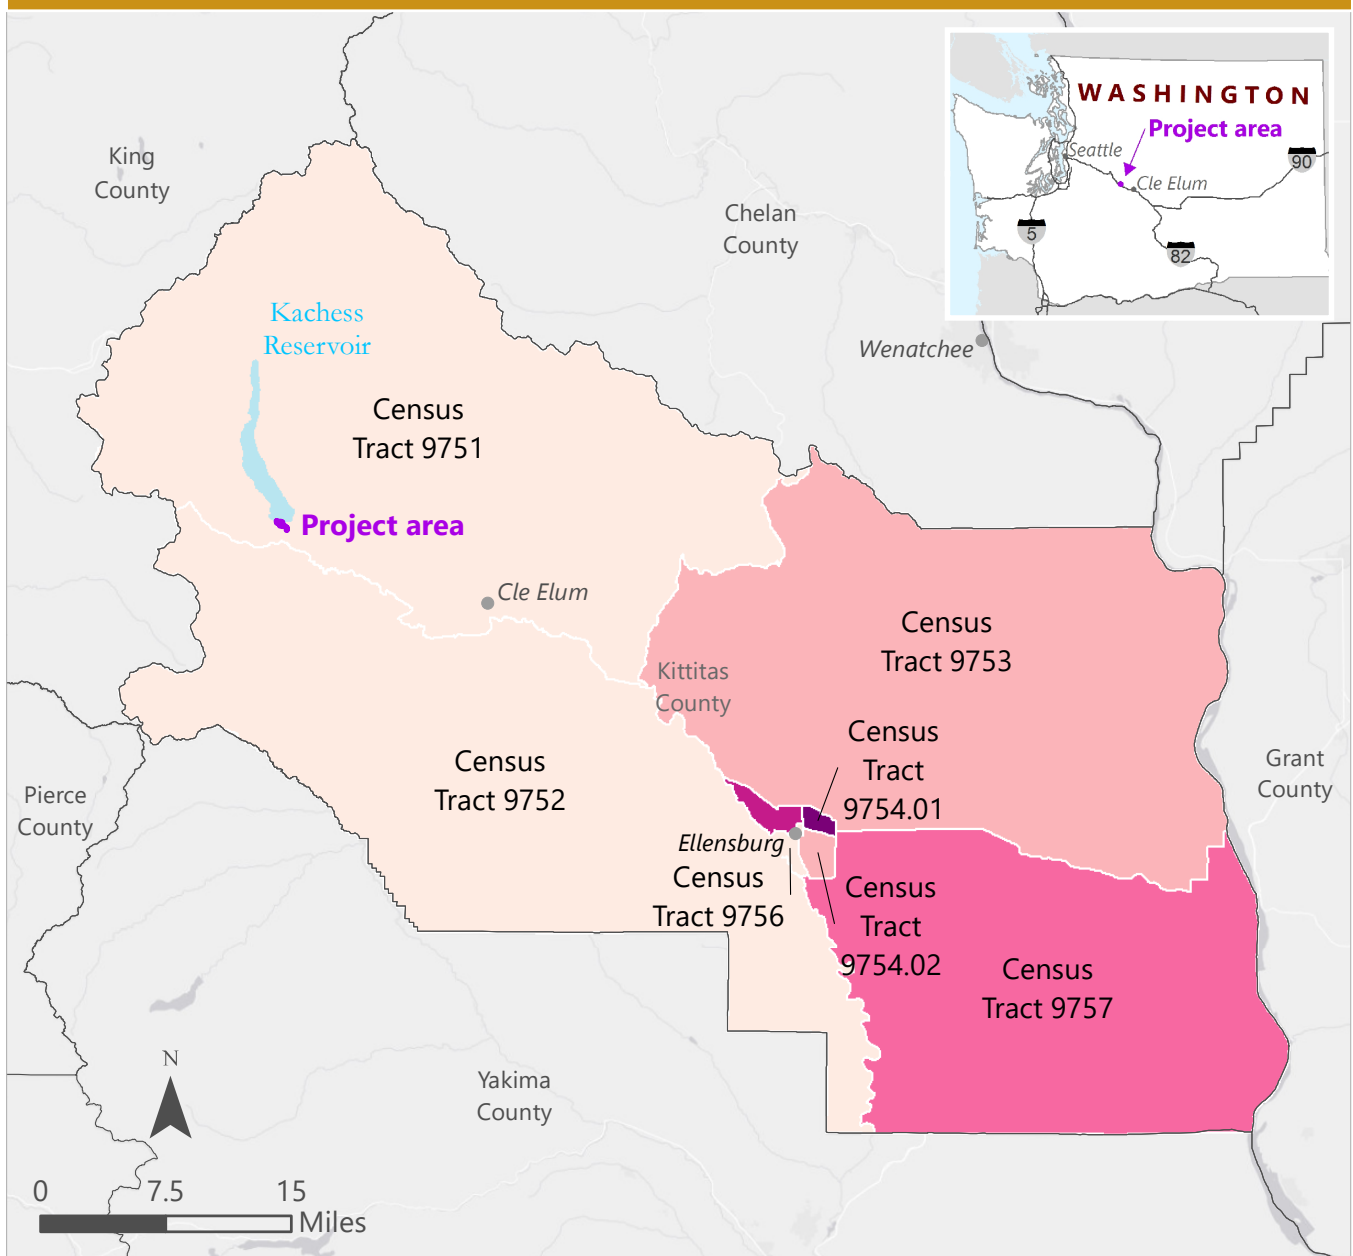 WASHINGTON
Project area
Seattle
Cle Elum
90
5
82
King
County
Chelan
County
Kachess
Reservoir
Wenatchee
Census
Tract 9751
Project area
Cle Elum
Census
Tract 9753
Kittitas
County
Census
Tract
9754.01
Census
Tract 9752
Grant
County
Pierce
County
Ellensburg
Census
Tract 9756
Census
Tract
9754.02
Census
Tract 9757
N
Yakima
County
0 7.5 15
Miles